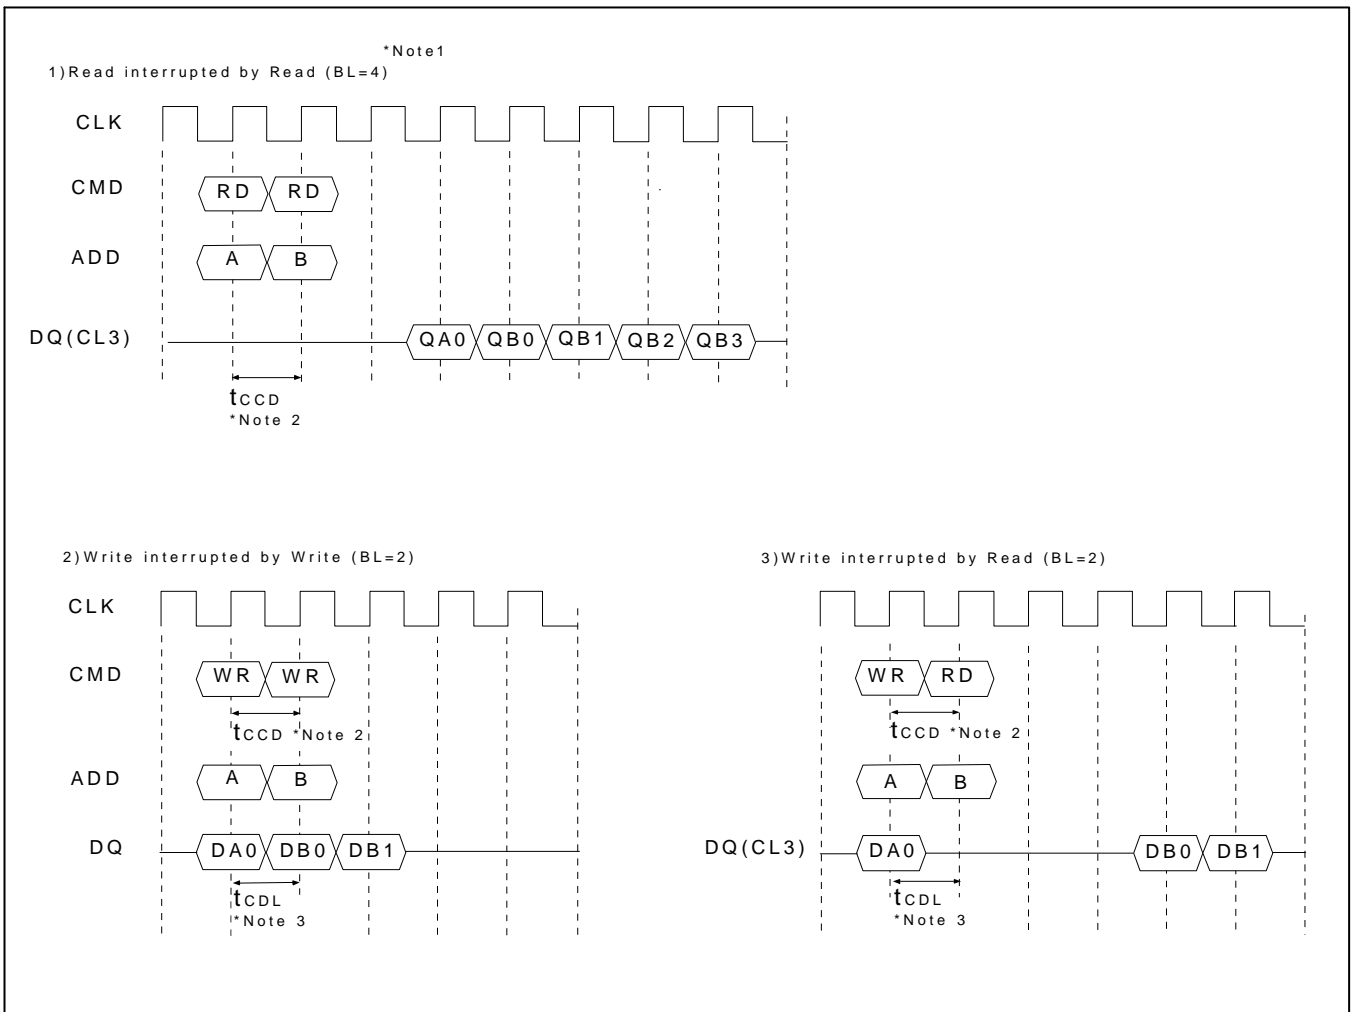 *Note1
1)Read interrupted by Read (BL=4)
CLK
CMD RD RD
ADD A B
DQ(CL3) QA0 QB0 QB1 QB2 QB3
tCCD
*Note 2
2)Write interrupted by Write (BL=2)
CLK
CMD WR WR
tCCD *Note 2
ADD A B
DQ DA0 DB0 DB1
tCDL
*Note 3
3)Write interrupted by Read (BL=2)
WR RD
tCCD *Note 2
A B
DQ(CL3) DA0 DB0 DB1
tCDL
*Note 3